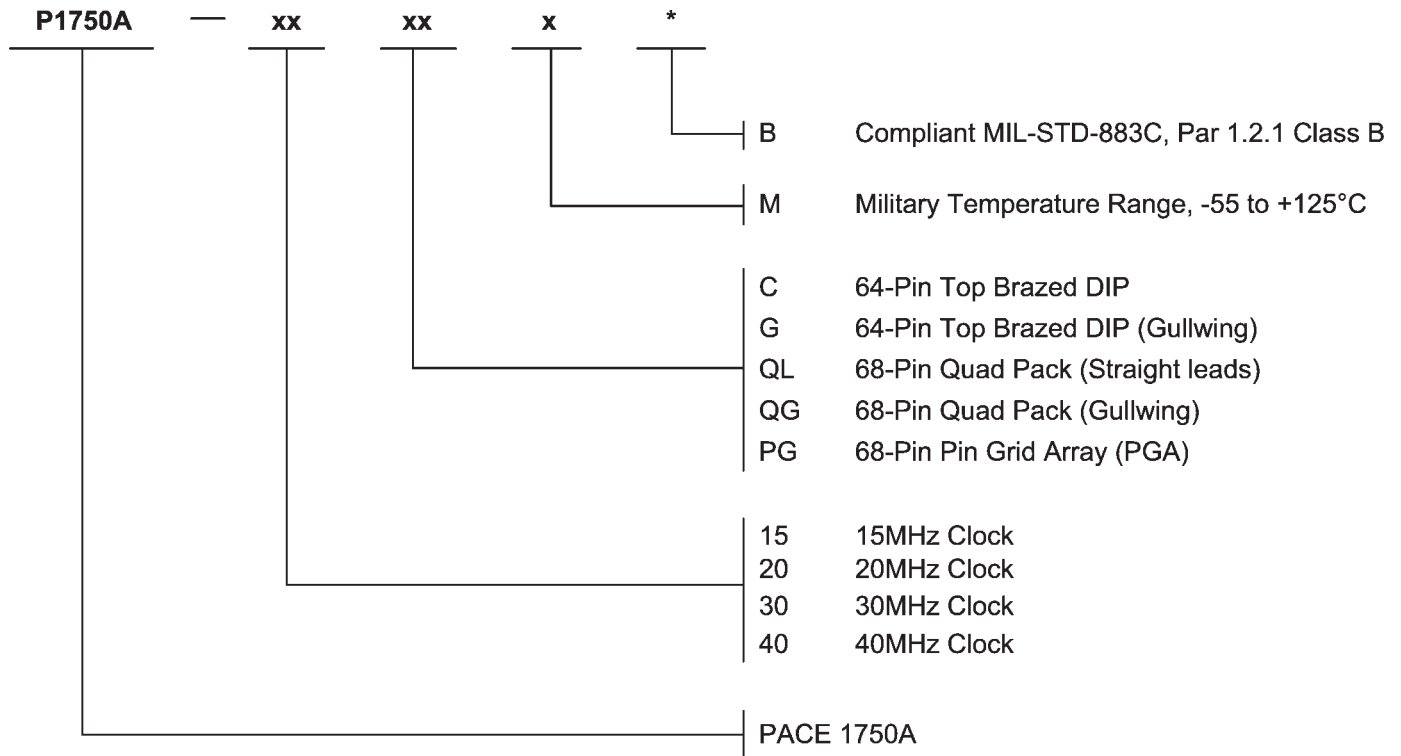 P1750A — xx xx x *
B Compliant MIL-STD-883C, Par 1.2.1 Class B
M Military Temperature Range, -55 to +125°C
C 64-Pin Top Brazed DIP
G 64-Pin Top Brazed DIP (Gullwing)
QL 68-Pin Quad Pack (Straight leads)
QG 68-Pin Quad Pack (Gullwing)
PG 68-Pin Pin Grid Array (PGA)
15 15MHz Clock
20 20MHz Clock
30 30MHz Clock
40 40MHz Clock
PACE 1750A